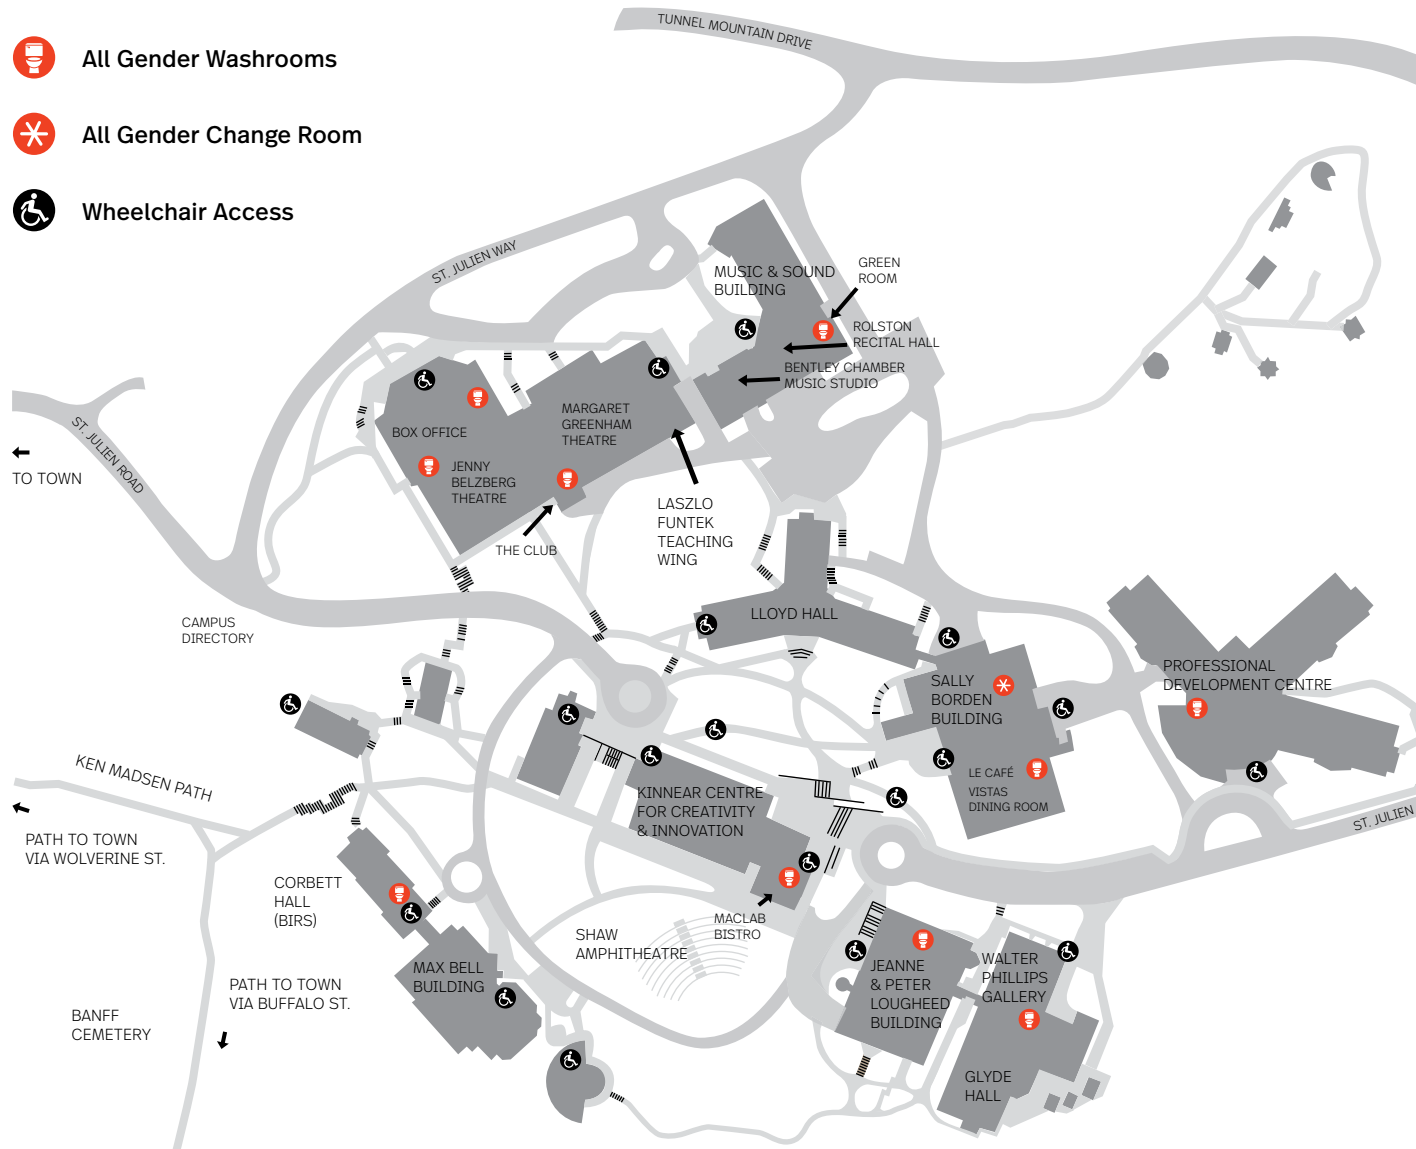 TUNNEL MOUNTAIN DRIVE
All Gender Washrooms
All Gender Change Room
Wheelchair Access
ST. JULIEN WAY
MUSIC & SOUND
BUILDING
GREEN
ROOM
ROLSTON
RECITAL HALL
BENTLEY CHAMBER
MUSIC STUDIO
MARGARET
GREENHAM
THEATRE
BOX OFFICE
JENNY
BELZBERG
THEATRE
ST. JULIEN ROAD
TO TOWN
LASZLO
FUNTEK
TEACHING
WING
THE CLUB
LLOYD HALL
CAMPUS
DIRECTORY
SALLY
BORDEN
BUILDING
PROFESSIONAL
DEVELOPMENT CENTRE
LE CAFÉ
VISTAS
DINING ROOM
KEN MADSEN PATH
KINNEAR CENTRE
FOR CREATIVITY
& INNOVATION
ST. JULIEN
PATH TO TOWN
VIA WOLVERINE ST.
CORBETT
HALL
(BIRS)
MACLAB
BISTRO
SHAW
AMPHITHEATRE
MAX BELL
BUILDING
JEANNE
& PETER
LOUGHEED
BUILDING
WALTER
PHILLIPS
GALLERY
PATH TO TOWN
VIA BUFFALO ST.
BANFF
CEMETERY
GLYDE
HALL